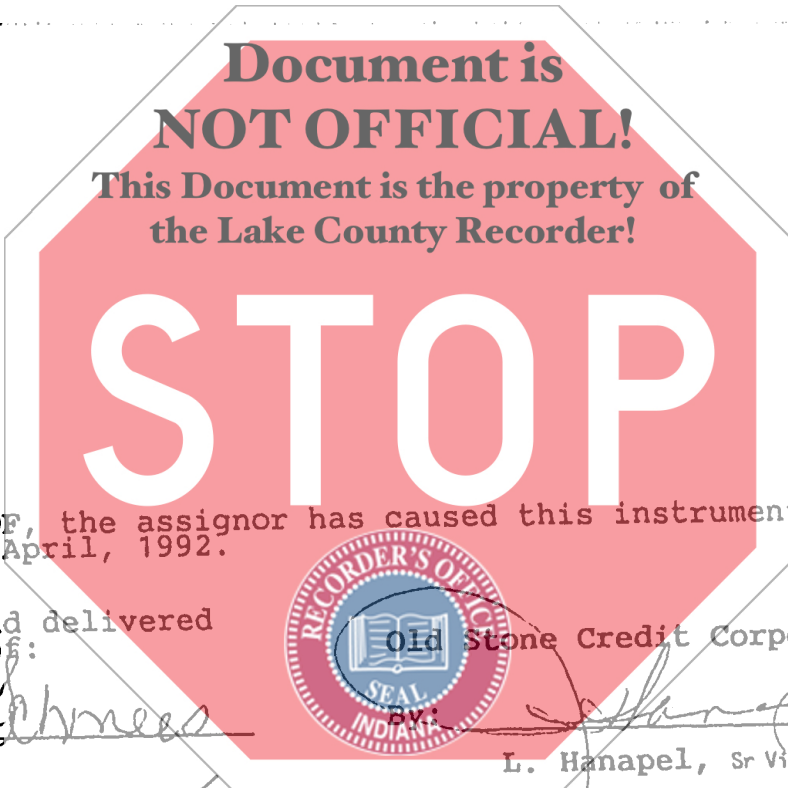 Document is
NOT OFFICIAL!
This Document is the property of
the Lake County Recorder!
STOP
F, the assignor has caused this instrument
April, 1992.
d delivered
f:
Old Stone Credit Corp
RECORDER'S OFFICE
SEAL
INDIANA
By:
L. Hanapel, Sr Vi